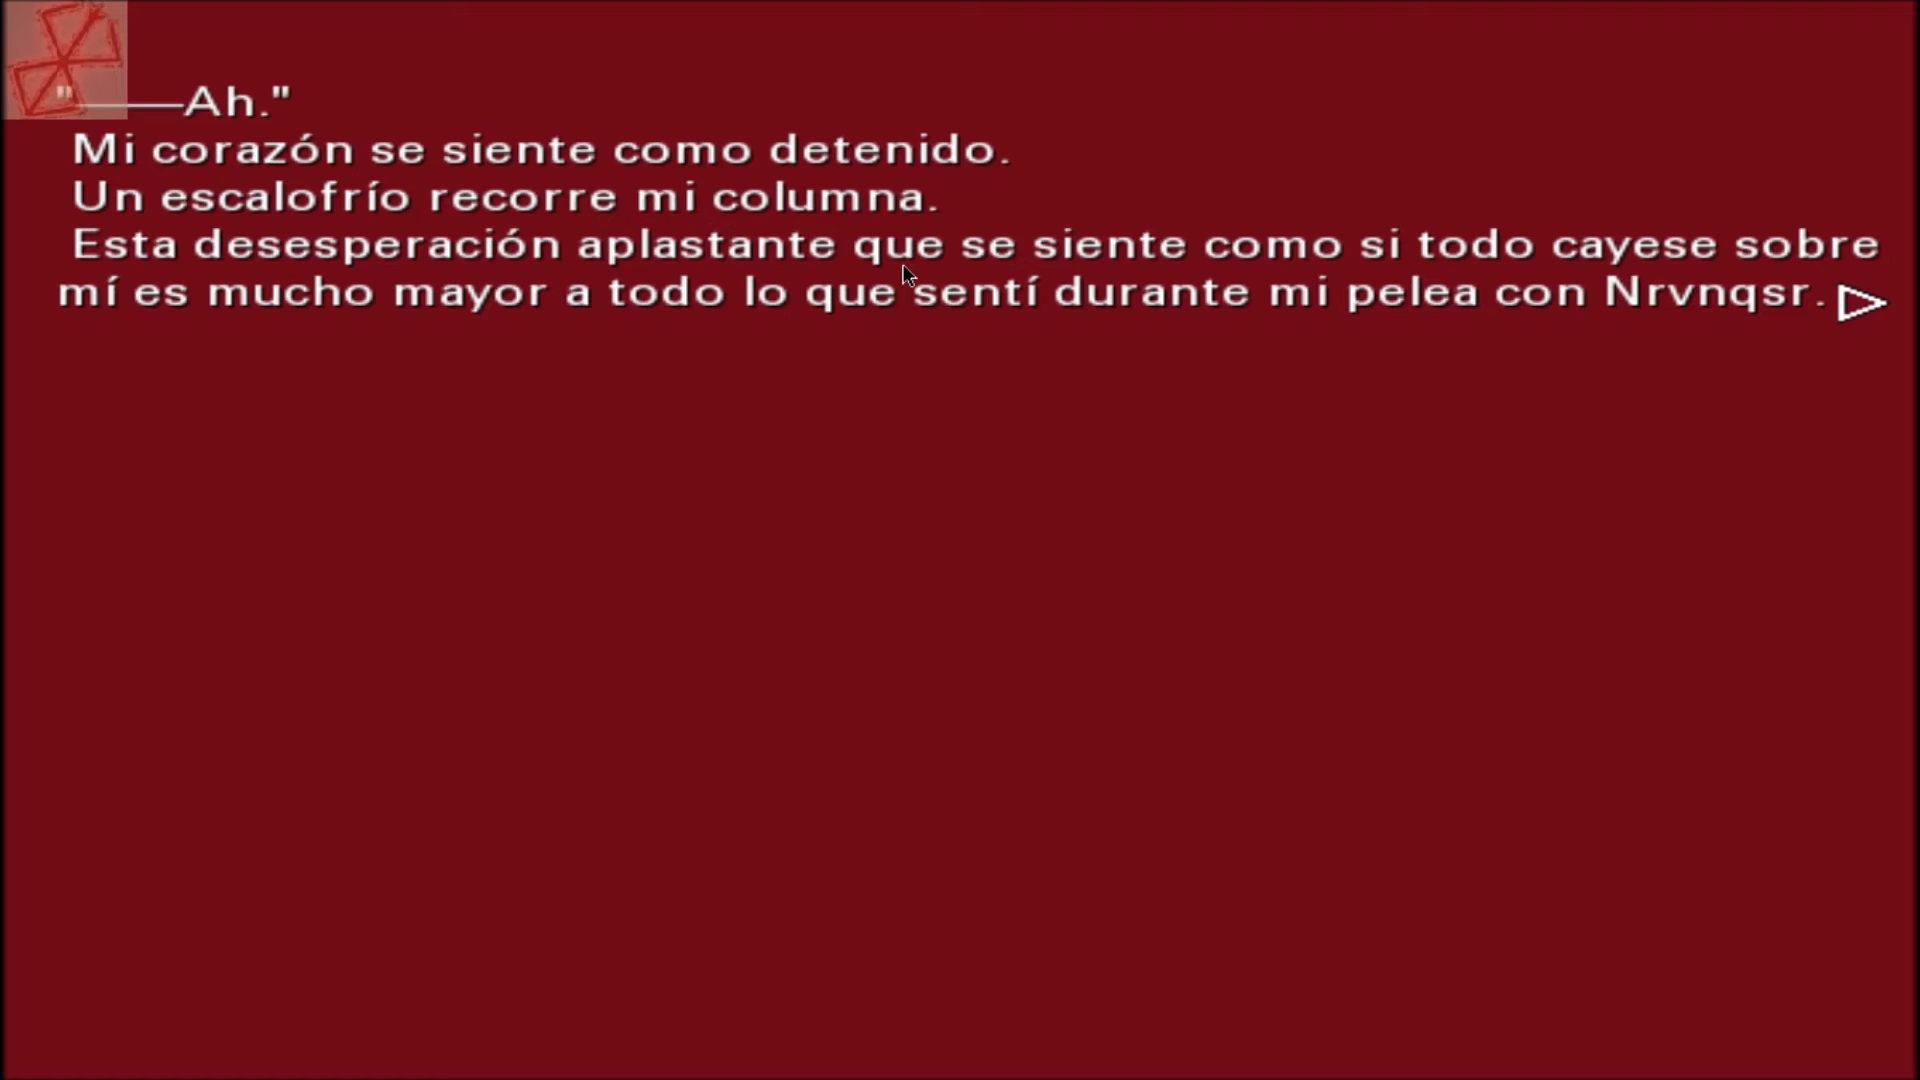 "———Ah."
Mi corazón se siente como detenido.
Un escalofrío recorre mi columna.
Esta desesperación aplastante que se siente como si todo cayese sobre
mí es mucho mayor a todo lo que sentí durante mi pelea con Nrvnqsr.